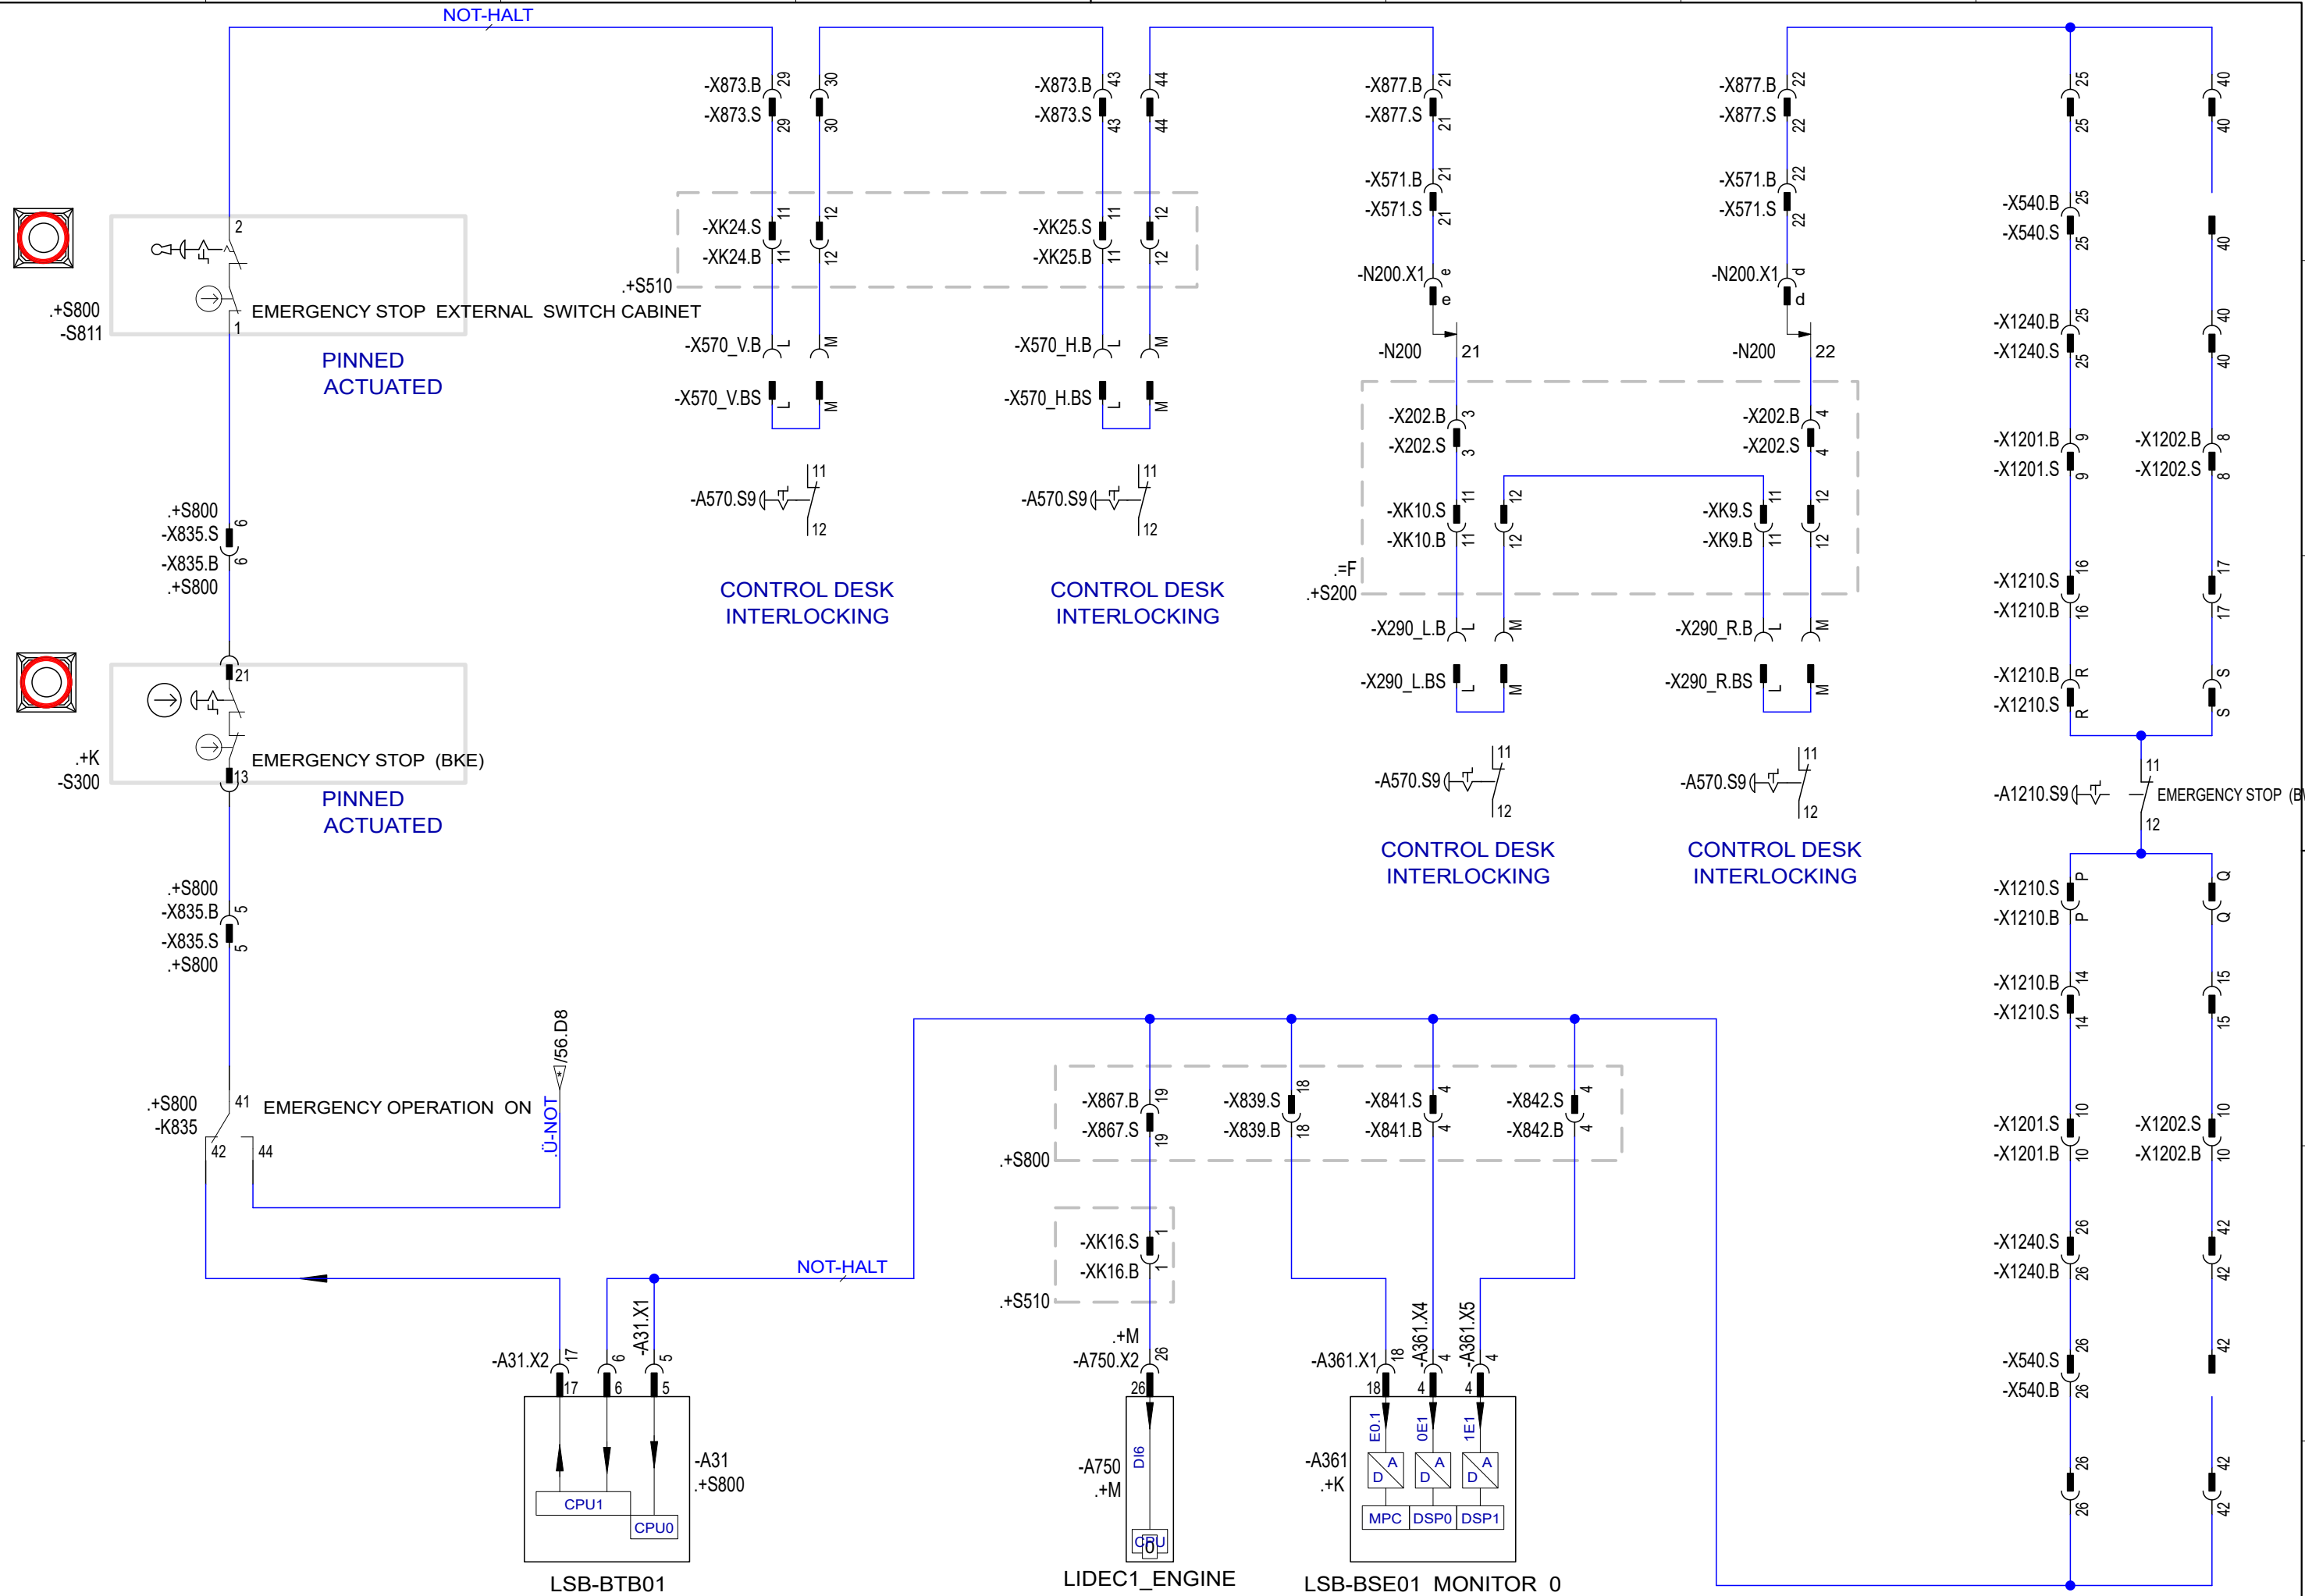 NOT-HALT
-X873.B 29 30
-X873.S 29 30
-X873.B 43 44
-X873.S 43 44
-X877.B 21
-X877.S 21
-X877.B 22
-X877.S 22
25 40
25 40
-X571.B 21
-X571.S 21
-X571.B 22
-X571.S 22
-XK24.S 11 12
-XK24.B 11 12
-XK25.S 11 12
-XK25.B 11 12
.+S510
-X540.B 25
-X540.S 25 40
2
1
.+S800
-S811
EMERGENCY STOP EXTERNAL SWITCH CABINET
PINNED
ACTUATED
-N200.X1 e
e
-N200.X1 d
d
-N200 21
-N200 22
-X1240.B 25 40
-X1240.S 25 40
-X570_V.B L M
-X570_V.BS L M
-X570_H.B L M
-X570_H.BS L M
-X202.B 3
-X202.S 3
-X202.B 4
-X202.S 4
-X1201.B 9
-X1201.S 9
-X1202.B 8
-X1202.S 8
11
-A570.S9
12
11
-A570.S9
12
CONTROL DESK
INTERLOCKING
CONTROL DESK
INTERLOCKING
-XK10.S 11 12
-XK10.B 11 12
-XK9.S 11 12
-XK9.B 11 12
.=F
.+S200
.+S800
-X835.S 6
-X835.B 6
.+S800
-X1210.S 16 17
-X1210.B 16 17
-X290_L.B L M
-X290_L.BS L M
-X290_R.B L M
-X290_R.BS L M
-X1210.B R S
-X1210.S R S
21
13
.+K
-S300
EMERGENCY STOP (BKE)
PINNED
ACTUATED
11
-A570.S9
12
11
-A570.S9
12
CONTROL DESK
INTERLOCKING
CONTROL DESK
INTERLOCKING
11
-A1210.S9
EMERGENCY STOP
12
.+S800
-X835.B 5
-X835.S 5
.+S800
-X1210.S P Q
-X1210.B P Q
-X1210.B 14 15
-X1210.S 14 15
.+S800
-K835
41
EMERGENCY OPERATION ON
42 44
/56.D8
*
.Ü-NOT
-X867.B 19
-X867.S 19
-X839.S 18
-X839.B 18
-X841.S 4
-X841.B 4
-X842.S 4
-X842.B 4
.+S800
-X1201.S 10
-X1201.B 10
-X1202.S 10
-X1202.B 10
-XK16.S 1
-XK16.B 1
.+S510
-X1240.S 26 42
-X1240.B 26 42
NOT-HALT
-A31.X1
-A31.X2 17 6 5
17 6 5
.+M
-A750.X2 26
26
-A361.X4
-A361.X5
-A361.X1 18 4 4
18 4 4
-X540.S 26 42
-X540.B 26
-A31
.+S800
CPU1
CPU0
LSB-BTB01
DI6
-A750
.+M
CPU
0
LIDEC1_ENGINE
E0.1 0E1 1E1
-A361
.+K
A D
A D
A D
MPC DSP0 DSP1
LSB-BSE01 MONITOR 0
26 42
26 42